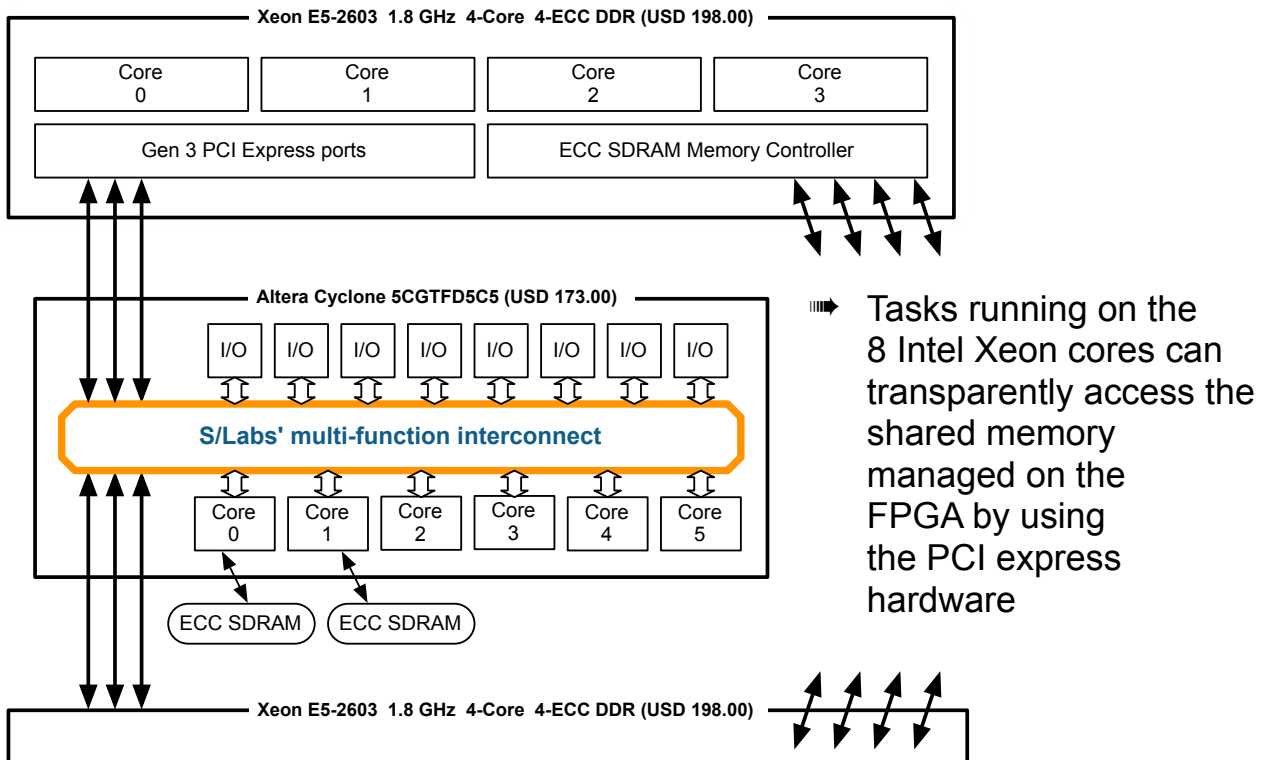 Xeon E5-2603  1.8 GHz  4-Core  4-ECC DDR (USD 198.00)
Core
0
Core
1
Core
2
Core
3
Gen 3 PCI Express ports
ECC SDRAM Memory Controller
Altera Cyclone 5CGTFD5C5 (USD 173.00)
I/O
I/O
I/O
I/O
I/O
I/O
I/O
I/O
S/Labs' multi-function interconnect
Core
0
Core
1
Core
2
Core
3
Core
4
Core
5
ECC SDRAM
ECC SDRAM
Tasks running on the
8 Intel Xeon cores can
transparently access the
shared memory
managed on the
FPGA by using
the PCI express
hardware
Xeon E5-2603  1.8 GHz  4-Core  4-ECC DDR (USD 198.00)